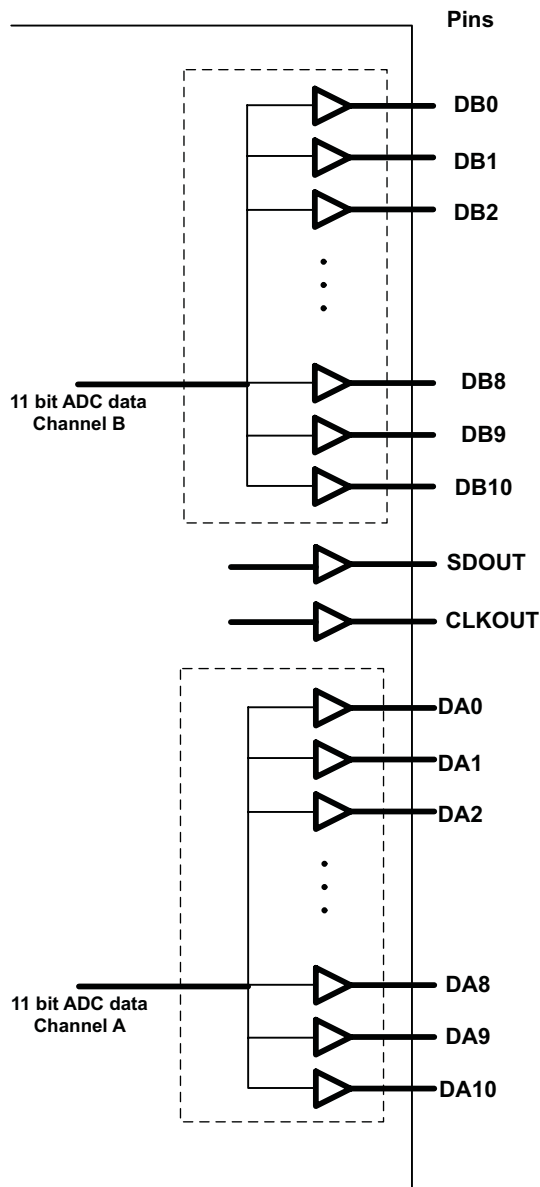 Pins
DB0
DB1
DB2
DB8
11 bit ADC data
Channel B
DB9
DB10
SDOUT
CLKOUT
DA0
DA1
DA2
DA8
11 bit ADC data
Channel A
DA9
DA10